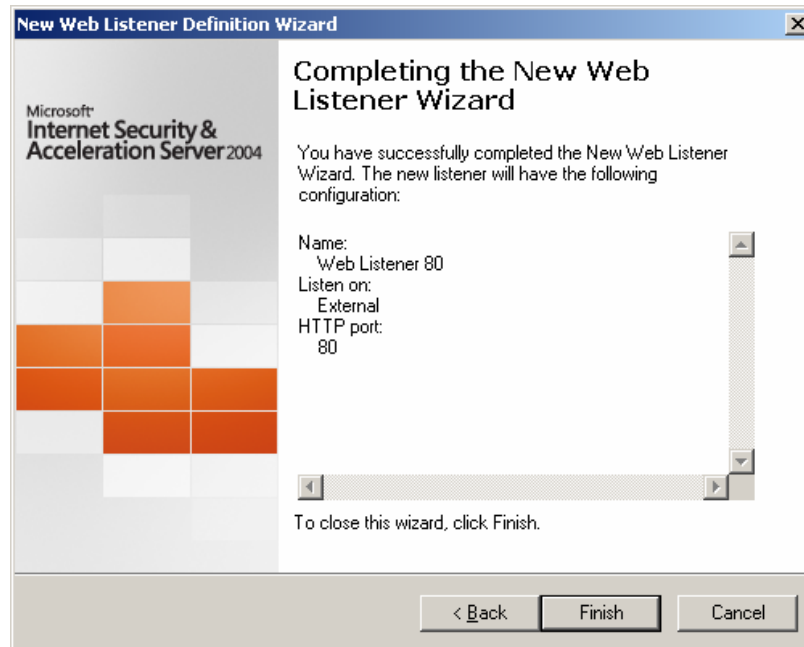 New Web Listener Definition Wizard
Microsoft
Internet Security &
Acceleration Server 2004
Completing the New Web
Listener Wizard
You have successfully completed the New Web Listener
Wizard. The new listener will have the following
configuration:
Name:
Web Listener 80
Listen on:
External
HTTP port:
80
To close this wizard, click Finish.
< Back
Finish
Cancel